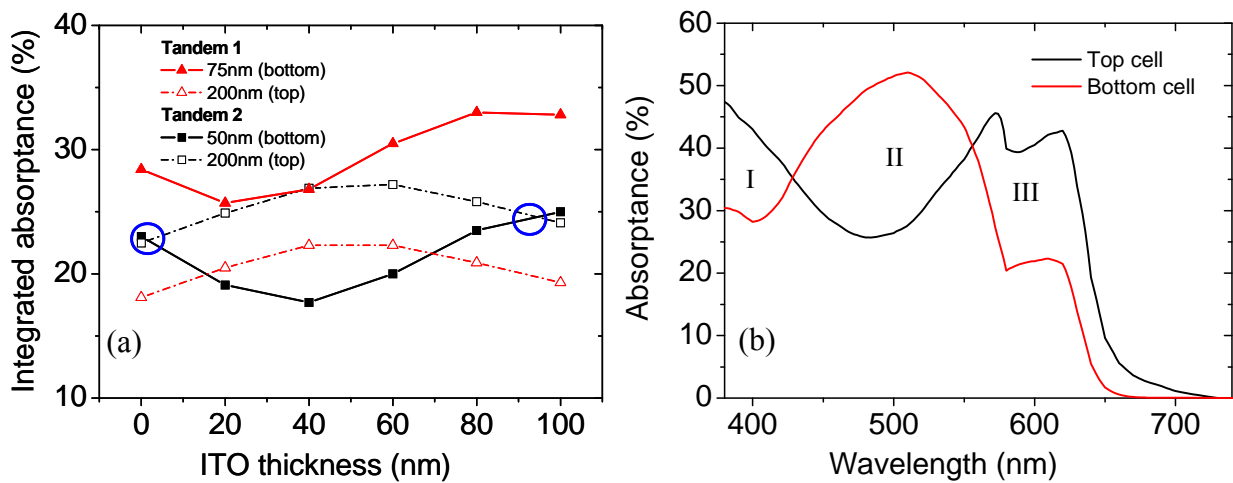 40
30
20
10
Integrated absorptance (%)
Tandem 1
75nm (bottom)
200nm (top)
Tandem 2
50nm (bottom)
200nm (top)
(a)
0 20 40 60 80 100
ITO thickness (nm)
60
50
40
30
20
10
0
Absorptance (%)
Top cell
Bottom cell
I
II
III
(b)
400 500 600 700
Wavelength (nm)